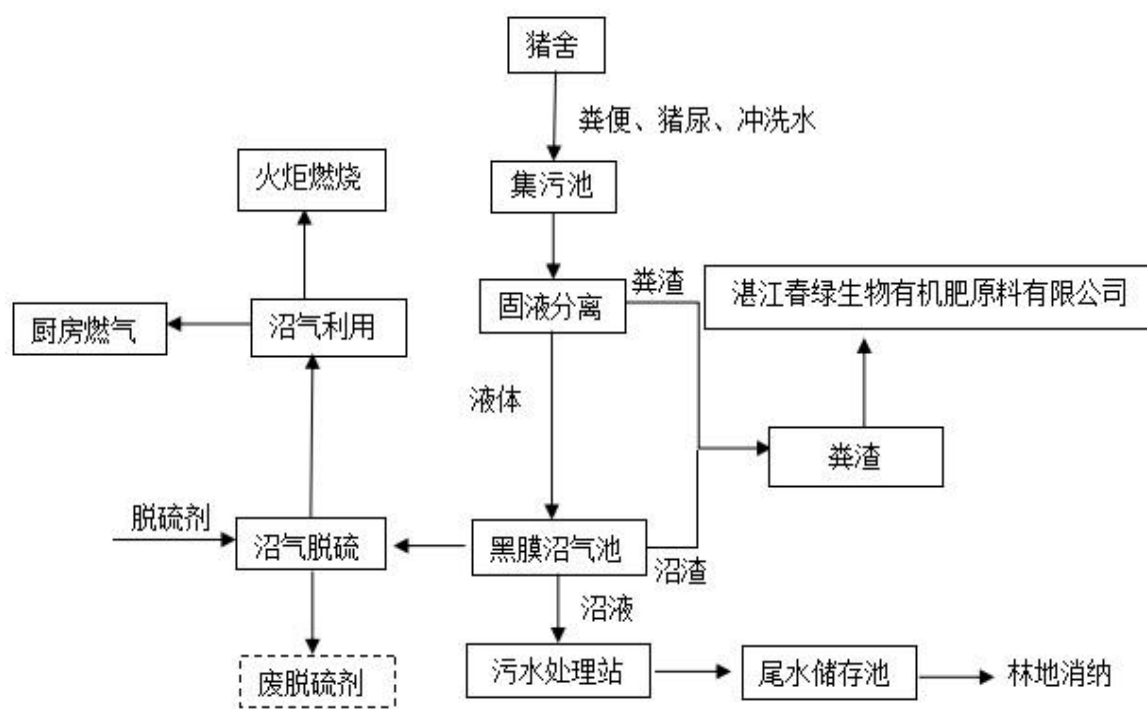 猪舍
粪便、猪尿、冲洗水
火炬燃烧
集污池
粪渣
湛江春绿生物有机肥原料有限公司
固液分离
厨房燃气
沼气利用
液体
粪渣
脱硫剂
沼气脱硫
黑膜沼气池
沼渣
沼液
废脱硫剂
污水处理站
尾水储存池
林地消纳